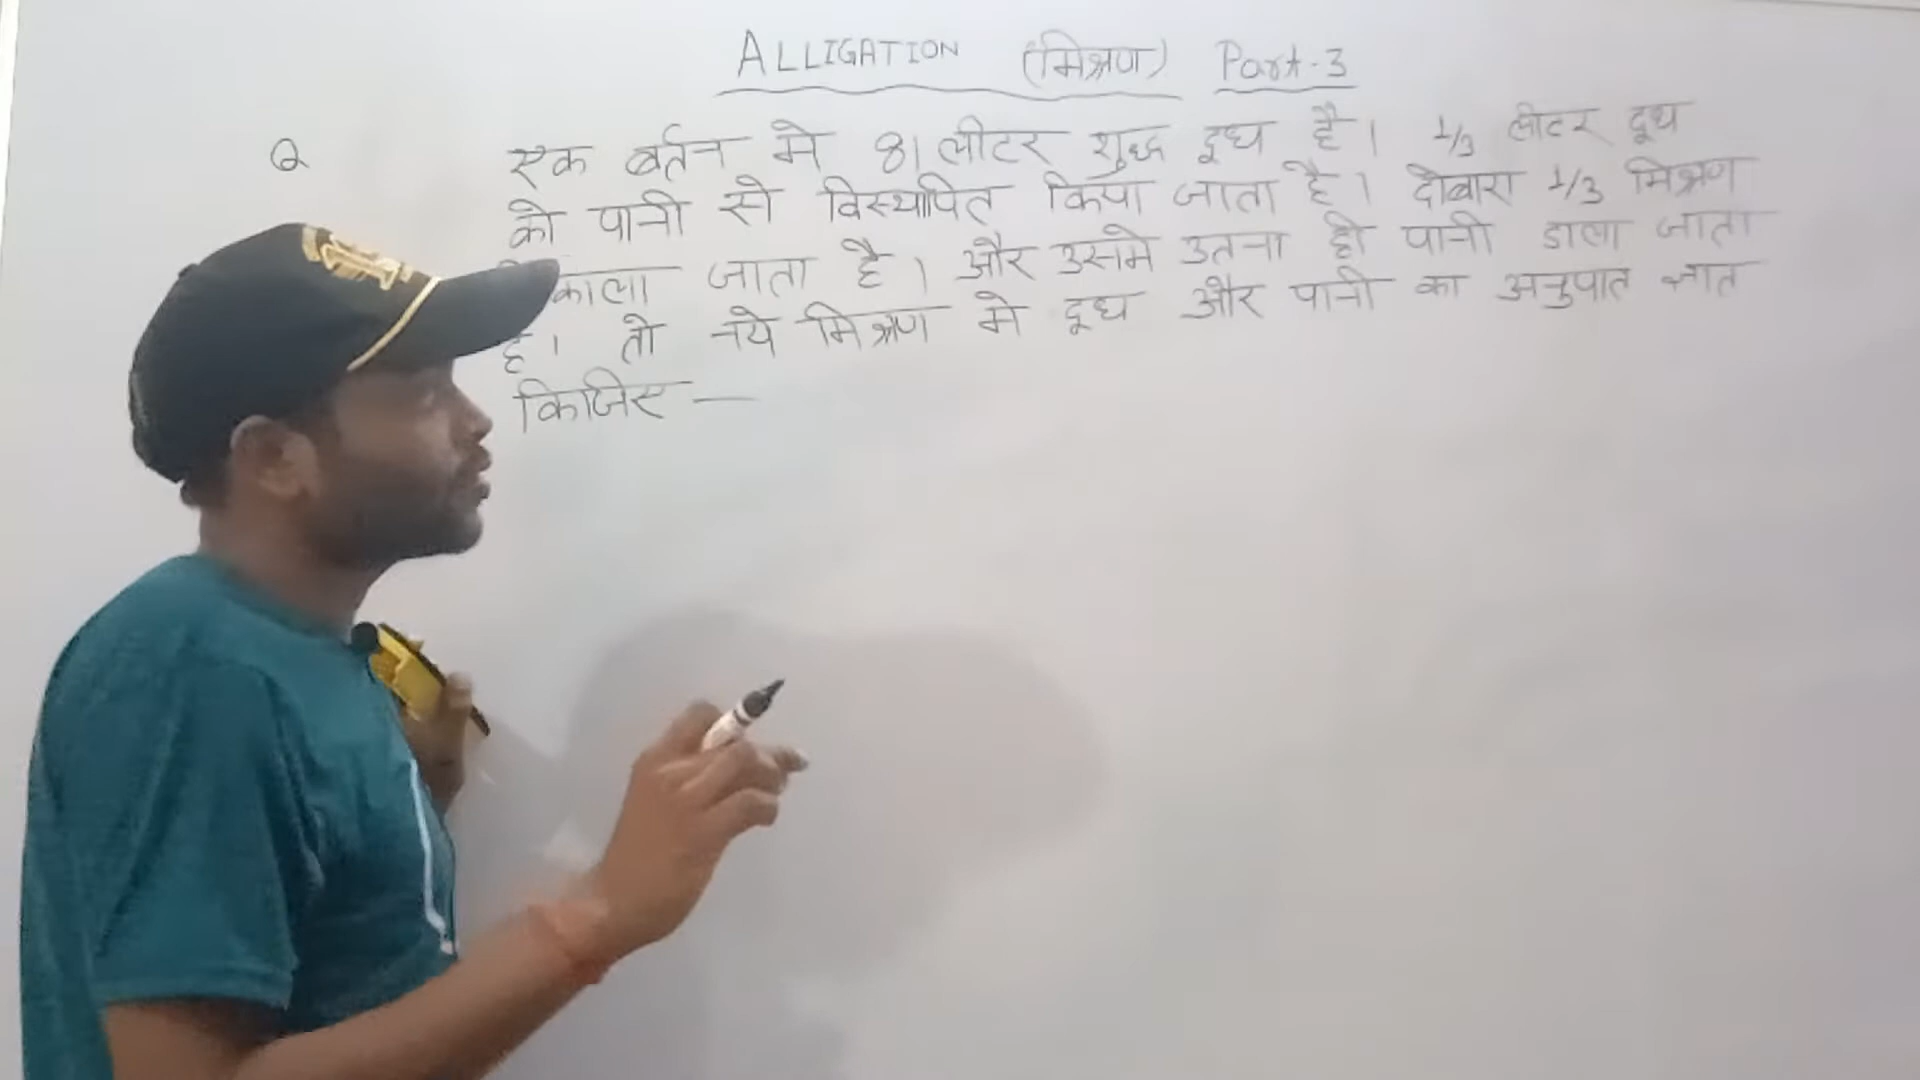 ALLIGATION (मिश्रण) Part-3
Q एक बर्तन मे 81 लीटर शुद्ध दूध है। 1/3 लीटर दूध
को पानी से विस्थापित किया जाता है। दोबारा 1/3 मिश्रण
जाता है। और उसमे उतना ही पानी डाला जाता
है। तो नये मिश्रण मे दूध और पानी का अनुपात ज्ञात
किजिए —